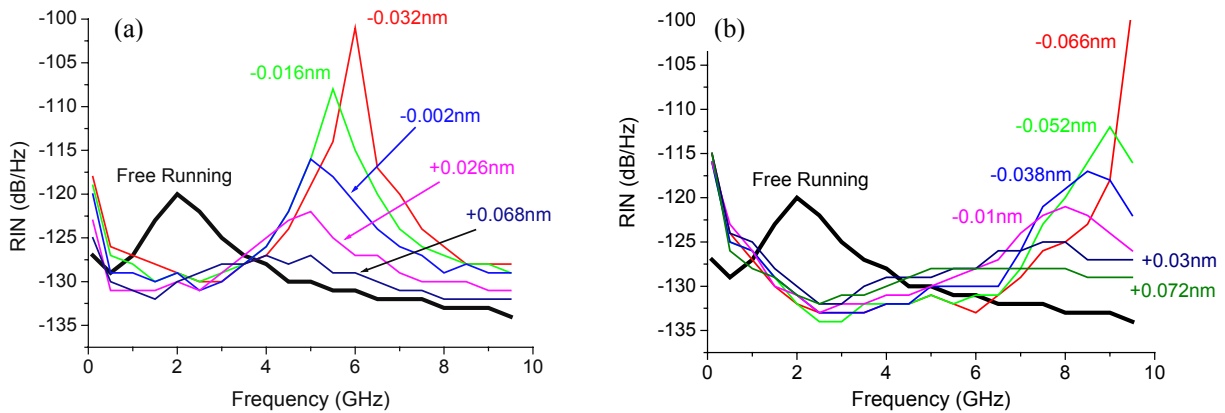 (a)
-0.032nm
-0.016nm
-0.002nm
+0.026nm
+0.068nm
Free Running
RIN (dB/Hz)
-100
-105
-110
-115
-120
-125
-130
-135
0 2 4 6 8 10
Frequency (GHz)
(b)
-0.066nm
-0.052nm
-0.038nm
-0.01nm
+0.03nm
+0.072nm
Free Running
RIN (dB/Hz)
-100
-105
-110
-115
-120
-125
-130
-135
0 2 4 6 8 10
Frequency (GHz)